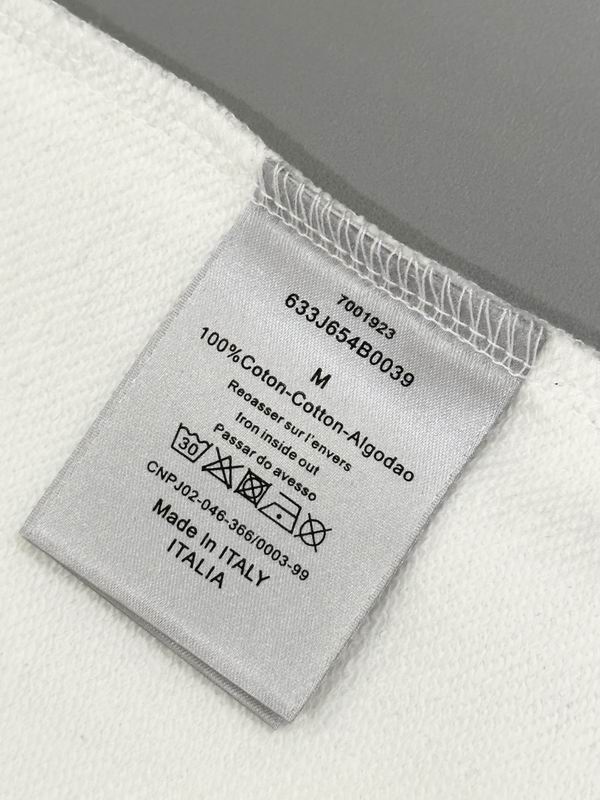 7001923
633J654B0039
M
100%Coton-Cotton-Algodao
Reoasser sur l'envers
Iron inside out
Passar do avesso
30
CNPJ02-046-366/0003-99
Made In ITALY
ITALIA